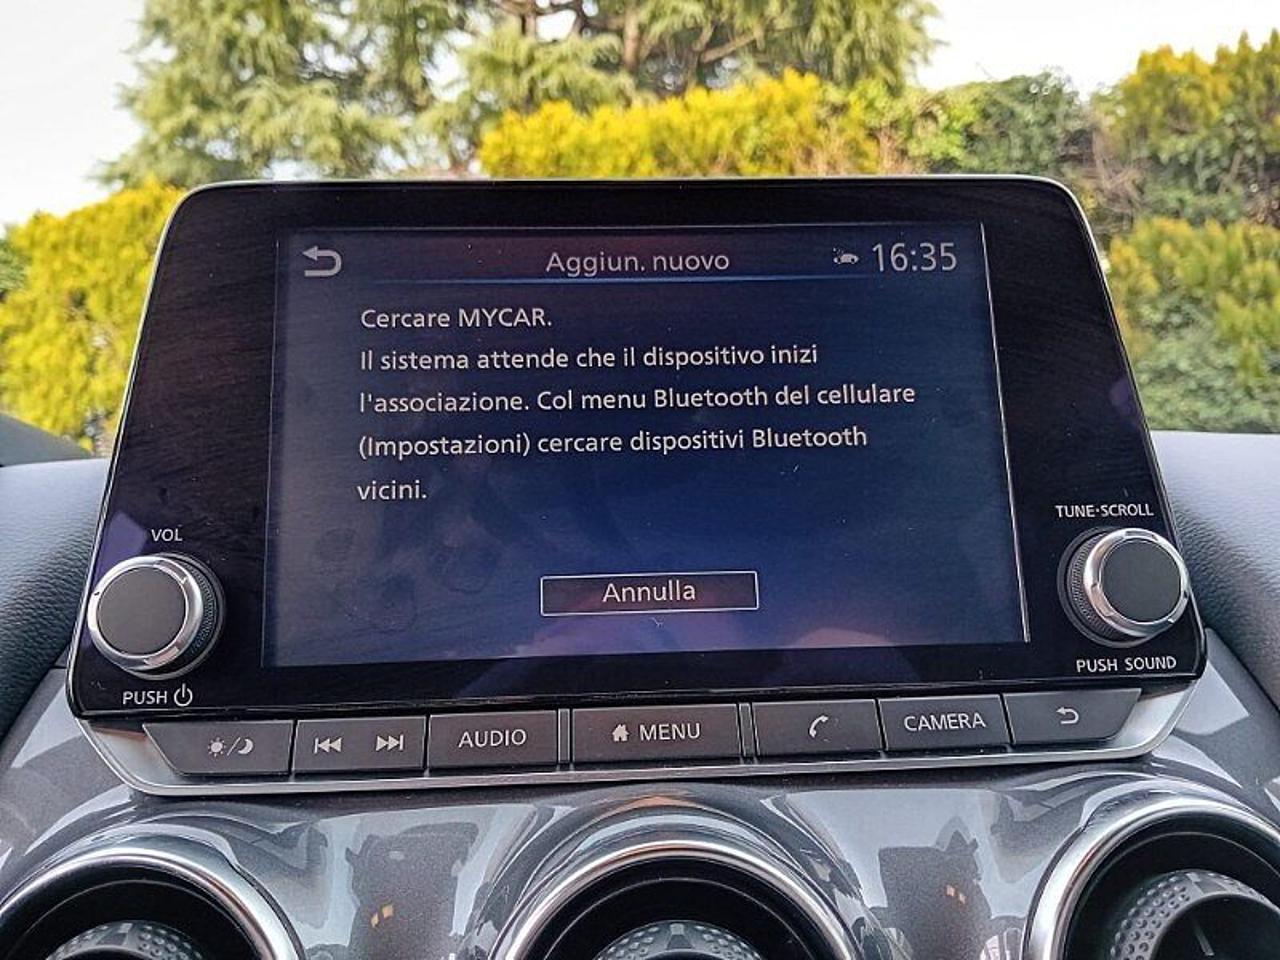 Aggiun. nuovo
16:35
Cercare MYCAR.
Il sistema attende che il dispositivo inizi
l'associazione. Col menu Bluetooth del cellulare
(Impostazioni) cercare dispositivi Bluetooth
vicini.
Annulla
VOL
PUSH
TUNE·SCROLL
PUSH SOUND
AUDIO
MENU
CAMERA